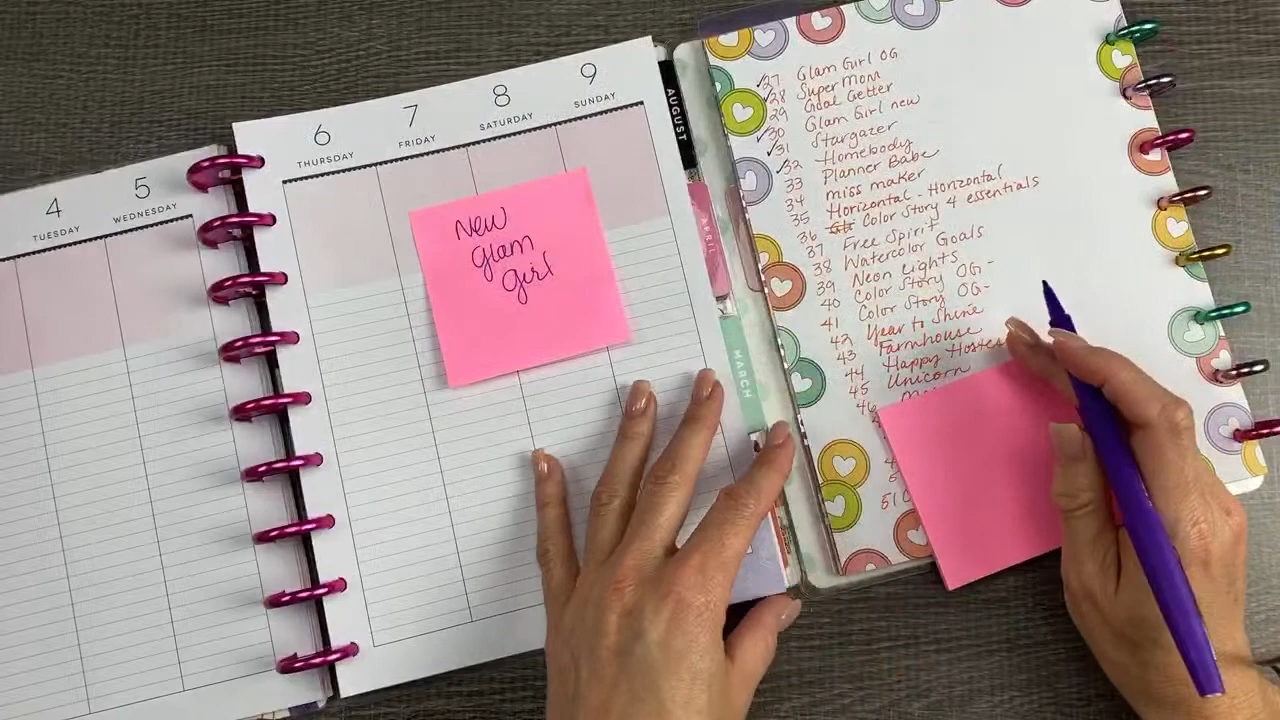 4
TUESDAY
5
WEDNESDAY
6
THURSDAY
7
FRIDAY
8
SATURDAY
9
SUNDAY
New
Glam
Girl
AUGUST
APRIL
MARCH
27 Glam Girl OG
28 Super Mom
29 Goal Getter
30 Glam Girl new
31 Stargazer
32 Homebody
33 Planner Babe
34 miss maker
35 Horizontal - Horizontal
36 Color Story 4 essentials
37 Free Spirit
38 Watercolor Goals
39 Neon Lights
40 Color Story OG -
41 Color Story OG -
42 Year to Shine
43 Farmhouse
44 Happy Hostes
45 Unicorn
46
51